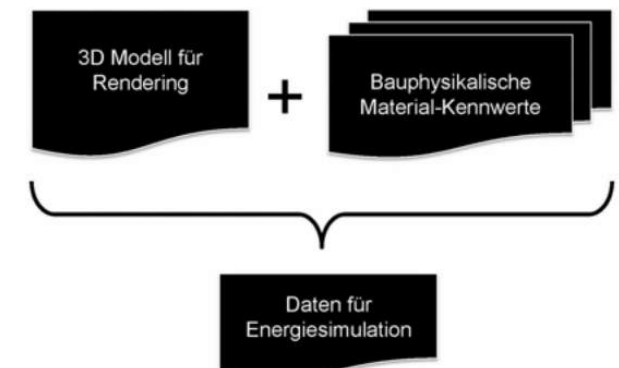 3D Modell für
Rendering
+
Bauphysikalische
Material-Kennwerte
Daten für
Energiesimulation